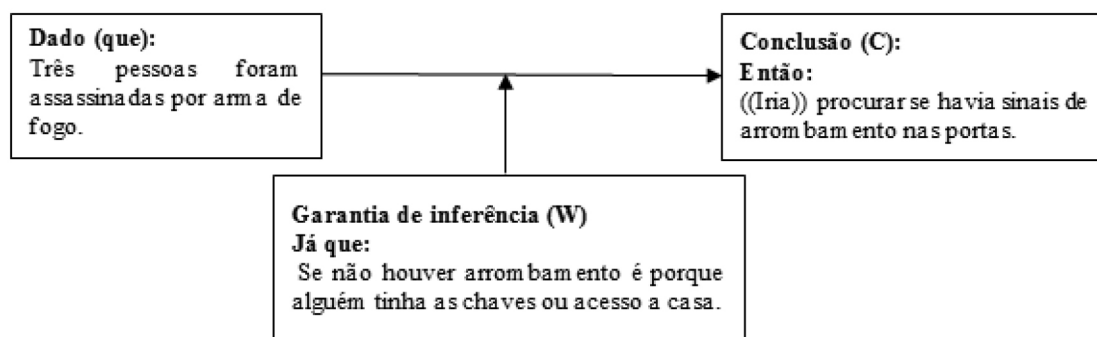 Dado (que):
Três pessoas foram
assassinadas por arma de
fogo.
Conclusão (C):
Então:
((Iria)) procurar se havia sinais de
arrombamento nas portas.
Garantia de inferência (W)
Já que:
Se não houver arrombamento é porque
alguém tinha as chaves ou acesso a casa.